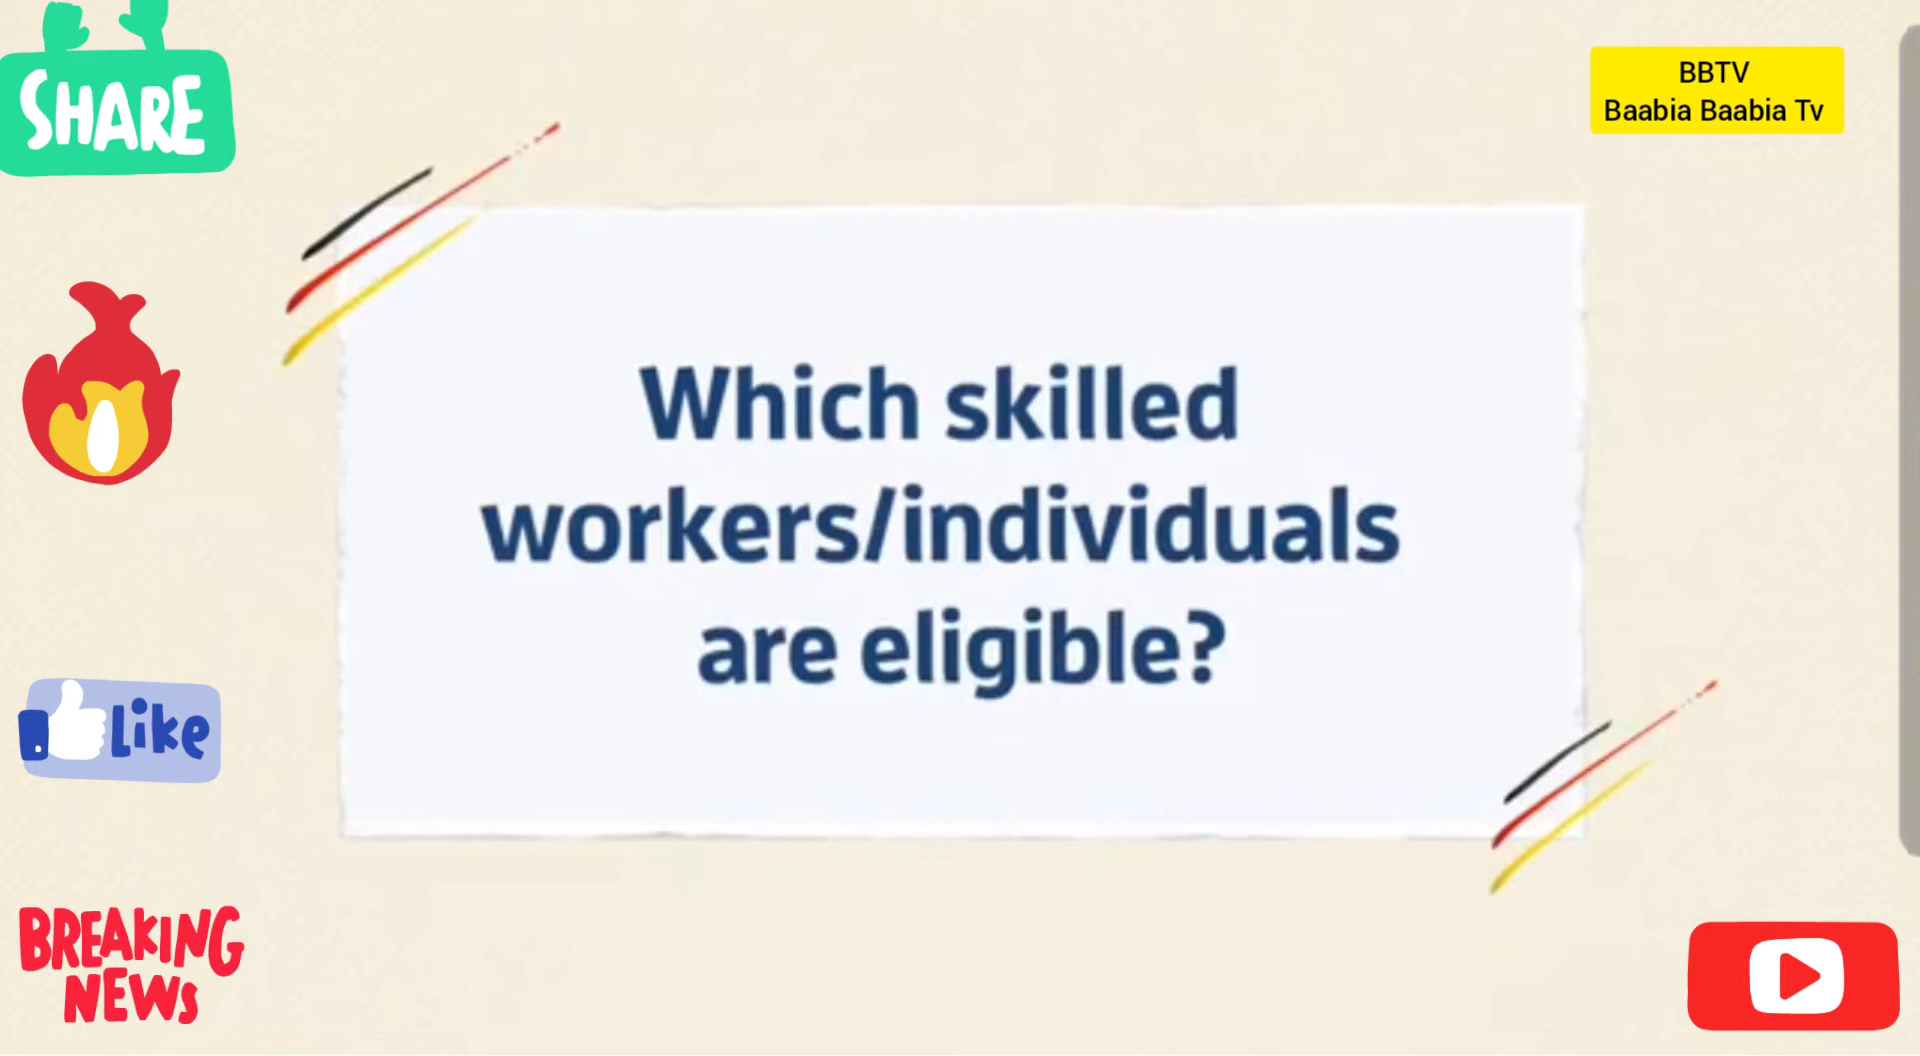 SHARE
BBTV
Baabia Baabia Tv
Which skilled
workers/individuals
are eligible?
Like
BREAKING
NEWS